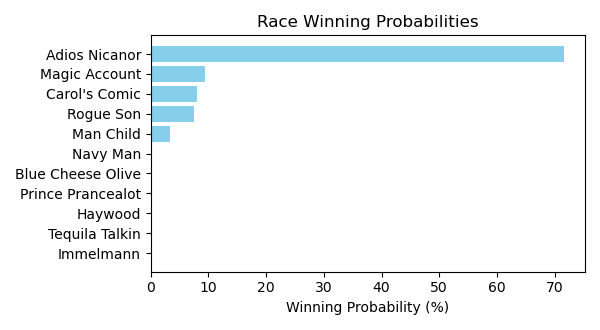 Race Winning Probabilities
Adios Nicanor
Magic Account
Carol's Comic
Rogue Son
Man Child
Navy Man
Blue Cheese Olive
Prince Prancealot
Haywood
Tequila Talkin
Immelmann
0 10 20 30 40 50 60 70
Winning Probability (%)